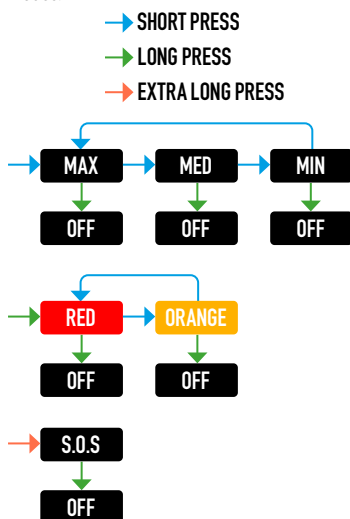 SHORT PRESS
LONG PRESS
EXTRA LONG PRESS
MAX MED MIN
OFF OFF OFF
RED ORANGE
OFF OFF
S.O.S
OFF